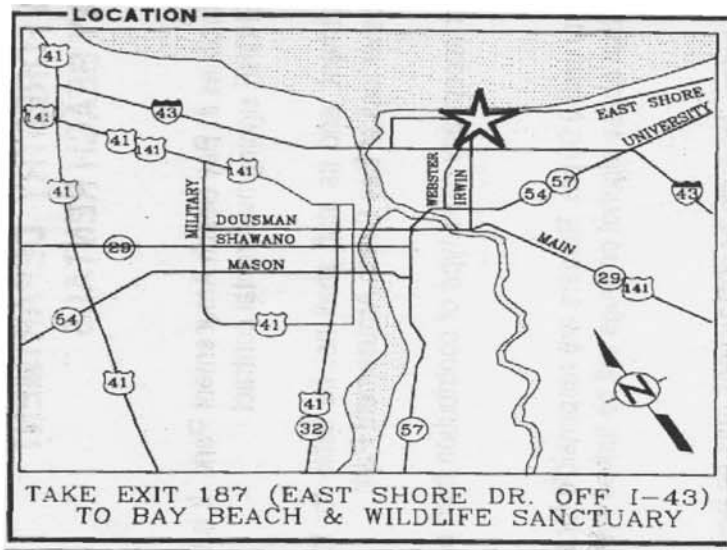 LOCATION
41
41
43
141
41
141
141
41
EAST SHORE
UNIVERSITY
WEBSTER
IRWIN
54
57
43
MILITARY
DOUSMAN
SHAWANO
MASON
29
MAIN
29
141
54
41
41
41
32
57
N
TAKE EXIT 187 (EAST SHORE DR. OFF I-43)
TO BAY BEACH & WILDLIFE SANCTUARY